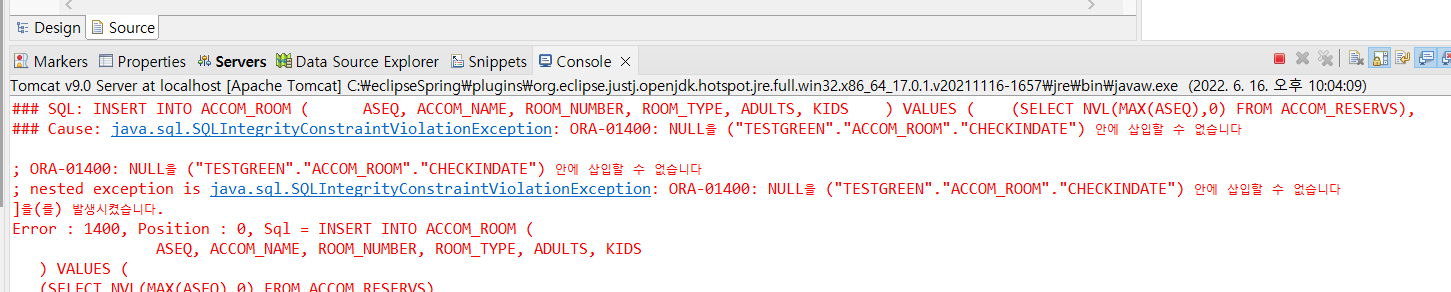 Design Source
Markers Properties Servers Data Source Explorer Snippets Console
Tomcat v9.0 Server at localhost [Apache Tomcat] C:₩eclipseSpring₩plugins₩org.eclipse.justj.openjdk.hotspot.jre.full.win32.x86_64_17.0.1.v20211116-1657₩jre₩bin₩javaw.exe (2022. 6. 16. 오후 10:04:09)
### SQL: INSERT INTO ACCOM_ROOM ( ASEQ, ACCOM_NAME, ROOM_NUMBER, ROOM_TYPE, ADULTS, KIDS ) VALUES ( (SELECT NVL(MAX(ASEQ),0) FROM ACCOM_RESERVS),
### Cause: java.sql.SQLIntegrityConstraintViolationException: ORA-01400: NULL을 ("TESTGREEN"."ACCOM_ROOM"."CHECKINDATE") 안에 삽입할 수 없습니다
; ORA-01400: NULL을 ("TESTGREEN"."ACCOM_ROOM"."CHECKINDATE") 안에 삽입할 수 없습니다
; nested exception is java.sql.SQLIntegrityConstraintViolationException: ORA-01400: NULL을 ("TESTGREEN"."ACCOM_ROOM"."CHECKINDATE") 안에 삽입할 수 없습니다
]을(를) 발생시켰습니다.
Error : 1400, Position : 0, Sql = INSERT INTO ACCOM_ROOM (
ASEQ, ACCOM_NAME, ROOM_NUMBER, ROOM_TYPE, ADULTS, KIDS
) VALUES (
(SELECT NVL(MAX(ASEQ),0) FROM ACCOM_RESERVS)